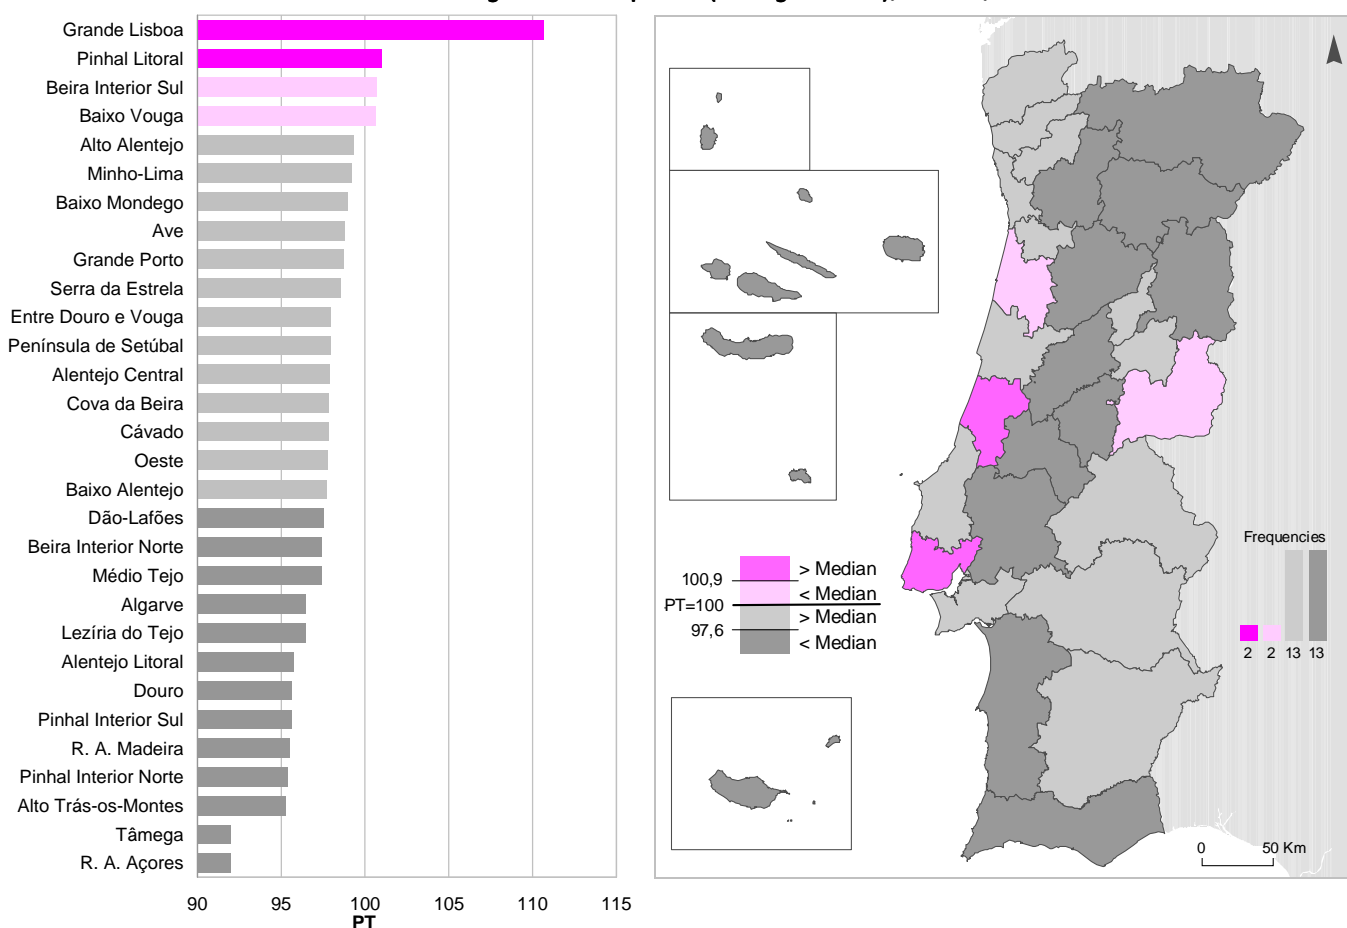 Grande Lisboa
Pinhal Litoral
Beira Interior Sul
Baixo Vouga
Alto Alentejo
Minho-Lima
Baixo Mondego
Ave
Grande Porto
Serra da Estrela
Entre Douro e Vouga
Península de Setúbal
Alentejo Central
Cova da Beira
Cávado
Oeste
Baixo Alentejo
Dão-Lafões
Beira Interior Norte
Médio Tejo
Algarve
Lezíria do Tejo
Alentejo Litoral
Douro
Pinhal Interior Sul
R. A. Madeira
Pinhal Interior Norte
Alto Trás-os-Montes
Tâmega
R. A. Açores
90 95 100 105 110 115
PT
> Median
100,9
< Median
PT=100
> Median
97,6
< Median
Frequencies
2 2 13 13
0 50 Km